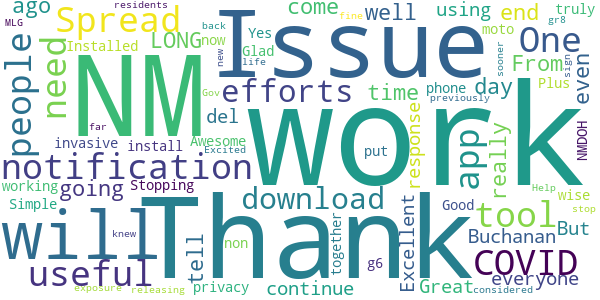 ago
Spread
LONG
Installed
Issue
Yes
Glad
now
back
new
life
well
come
using
end
fine
moto
gr8
truly
residents
MLG
sooner
sign
One
From
Plus
even
people
need
NM
efforts
time
day
phone
previously
Gov
far
del
invasive
install
Awesome
Excited
response
really
app
NMDOH
notification
work
put
working
going
Stopping
Simple
download
Good
tool
Help
wise
stop
But
will
Thank
Excellent
together
Buchanan
COVID
useful
tell
non
g6
everyone
knew
privacy
continue
Great
considered
exposure
releasing